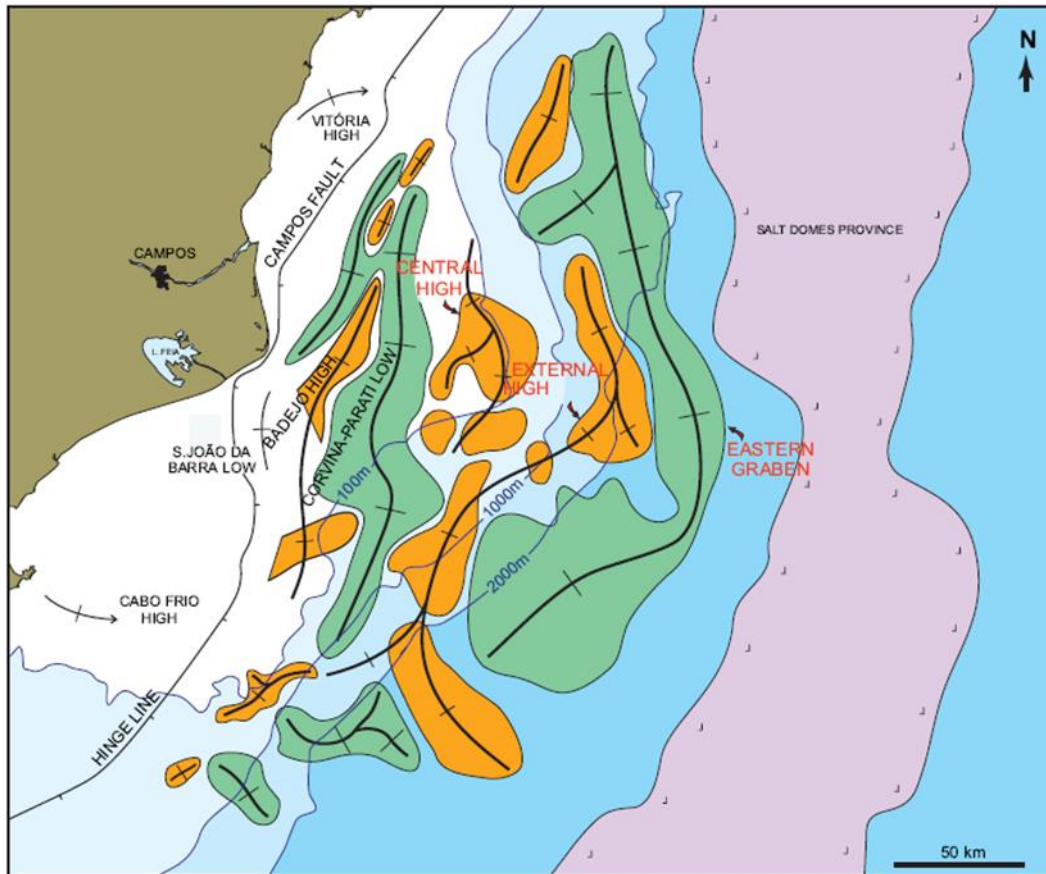 N
VITÓRIA
HIGH
CAMPOS FAULT
SALT DOMES PROVINCE
CAMPOS
CENTRAL
HIGH
L. FEIA
EXTERNAL
HIGH
BADEJO HIGH
CORVINA-PARATI LOW
S.JOÃO DA
BARRA LOW
EASTERN
GRABEN
100m
1000m
2000m
CABO FRIO
HIGH
HINGE LINE
50 km